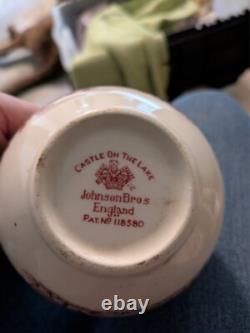 CASTLE ON THE LAKE
Johnson Bros
England
PAT. NO 118580